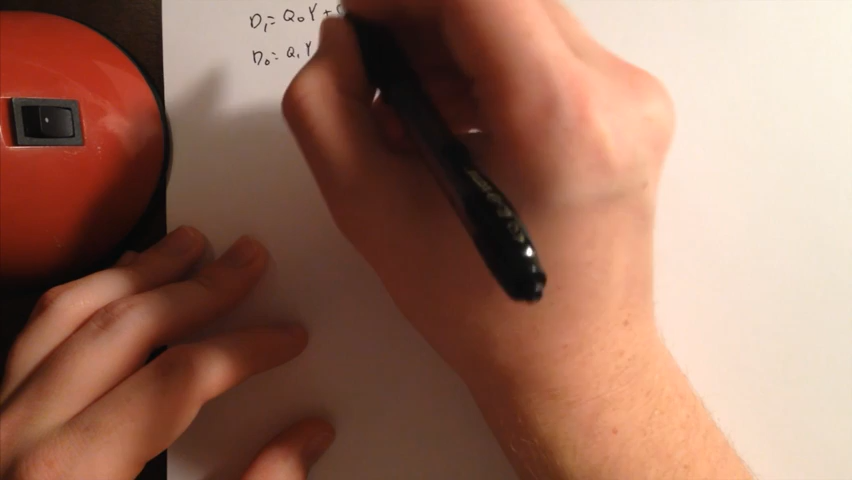 D₁= Q₀Y+
D₀= Q₁Y